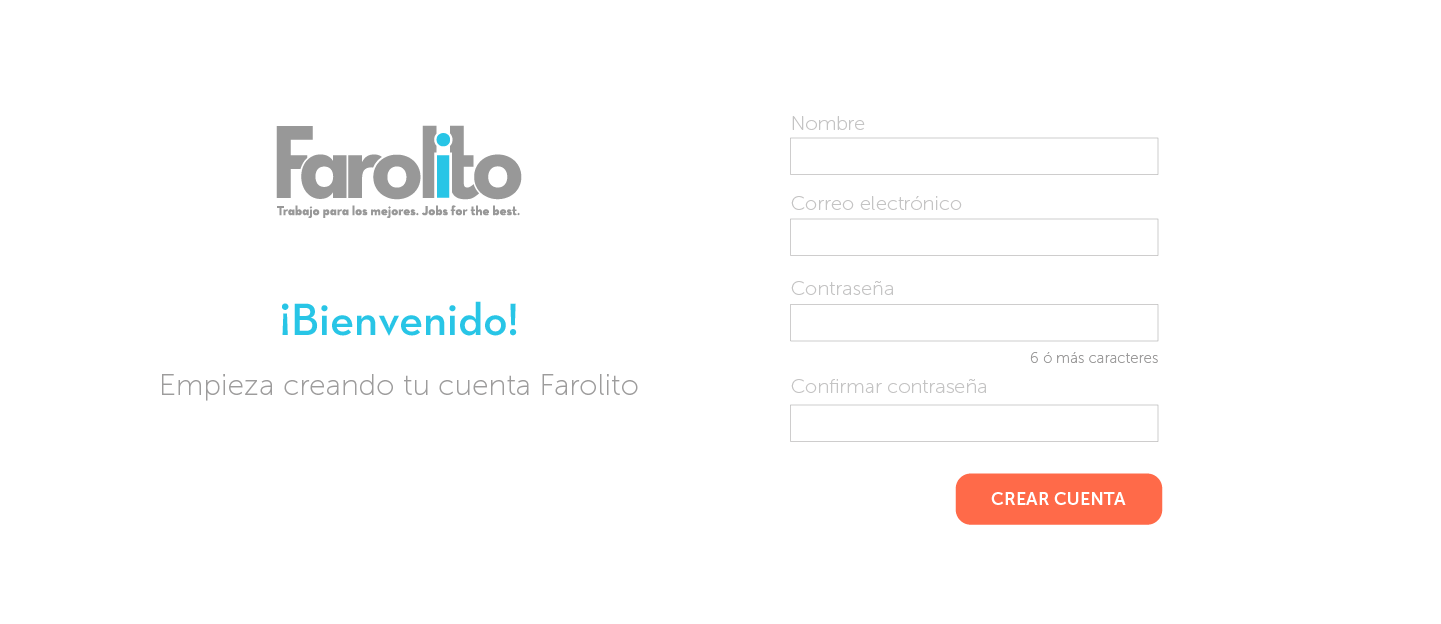 Farolito
Trabajo para los mejores. Jobs for the best.
¡Bienvenido!
Empieza creando tu cuenta Farolito
Nombre
Correo electrónico
Contraseña
6 ó más caracteres
Confirmar contraseña
CREAR CUENTA